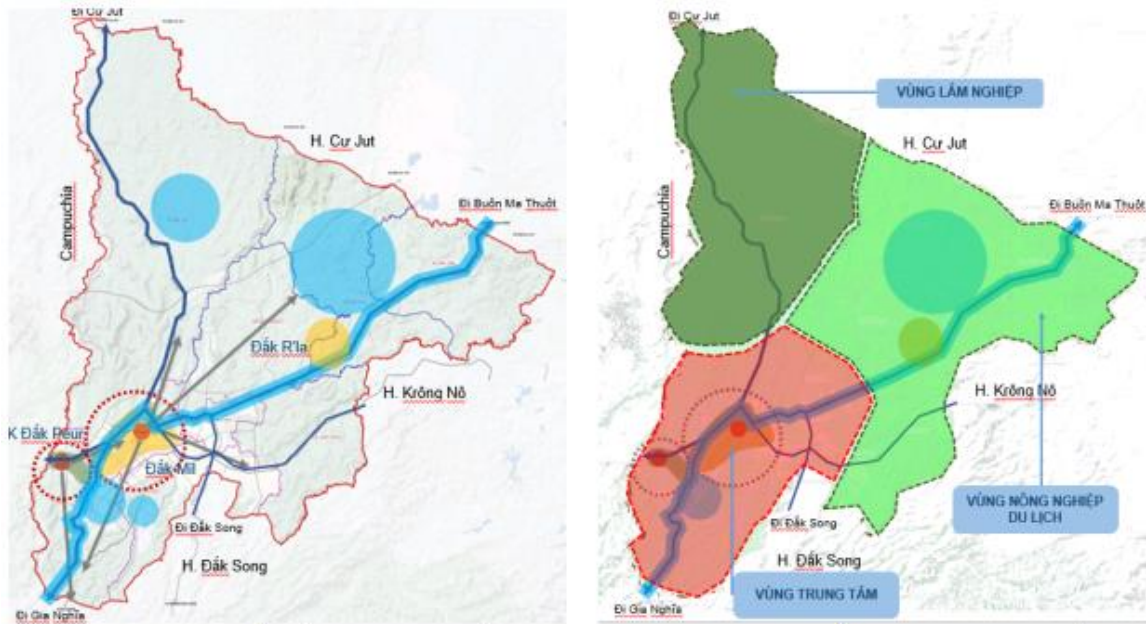 Đi Cư Jut
H. Cư Jut
Campuchia
Đi Buôn Ma Thuột
Đắk R'la
H. Krông Nô
K Đắk Peur
Đắk Mil
Đi Đắk Song
H. Đắk Song
Đi Gia Nghĩa
Đi Cư Jut
VÙNG LÂM NGHIỆP
H. Cư Jut
Campuchia
Đi Buôn Ma Thuột
H. Krông Nô
VÙNG NÔNG NGHIỆP
DU LỊCH
Đi Đắk Song
H. Đắk Song
VÙNG TRUNG TÂM
Đi Gia Nghĩa